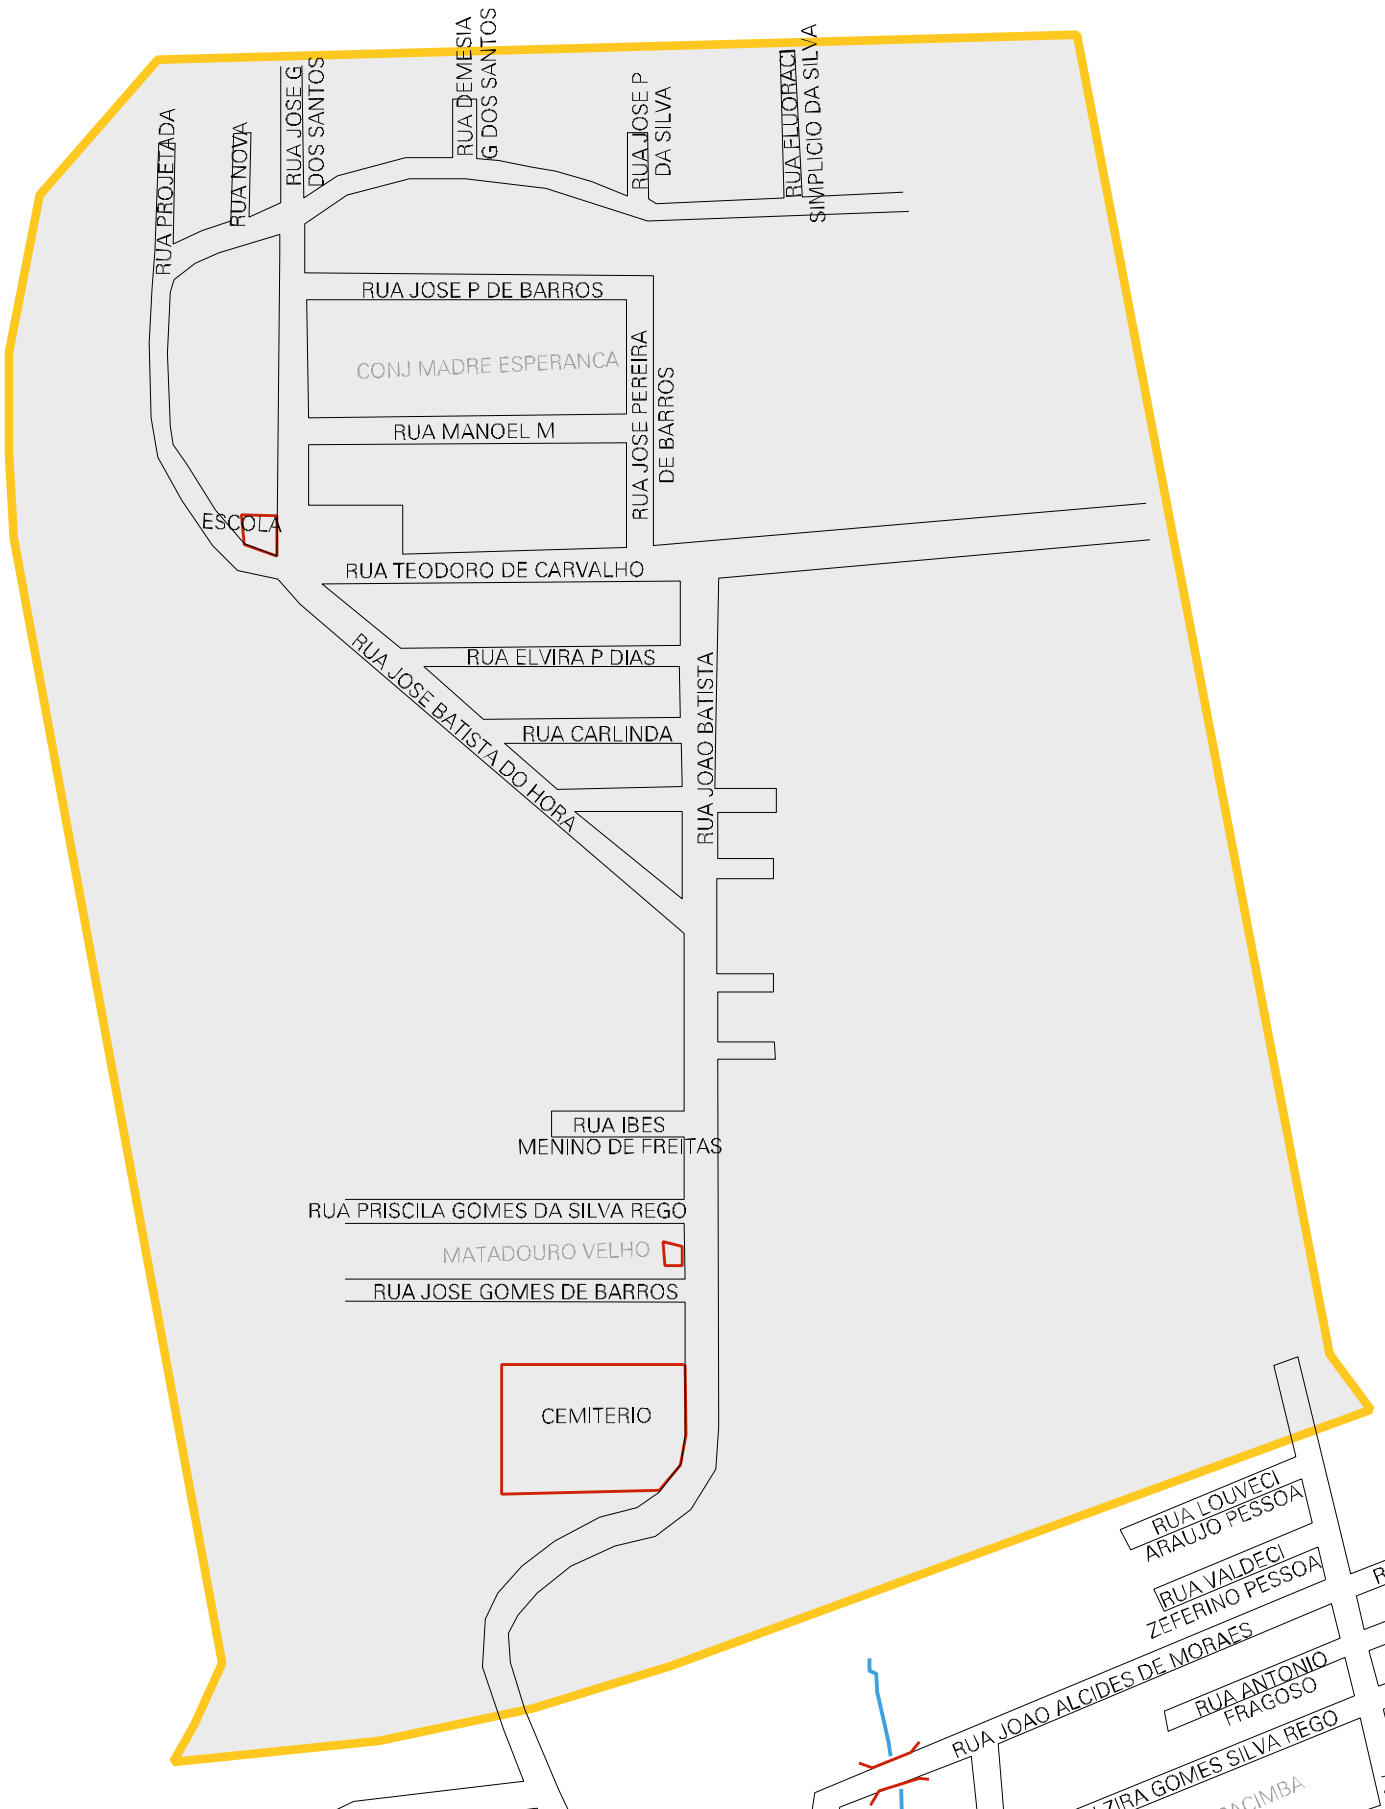 RUA PROJETADA
RUA NOVA
RUA JOSE G
DOS SANTOS
RUA DEMESIA
G DOS SANTOS
RUA JOSE P
DA SILVA
RUA FLUORACI
SIMPLICIO DA SILVA
RUA JOSE P DE BARROS
CONJ MADRE ESPERANCA
RUA MANOEL M
RUA JOSE PEREIRA
DE BARROS
ESCOLA
RUA TEODORO DE CARVALHO
RUA JOSE BATISTA DO HORA
RUA ELVIRA P DIAS
RUA CARLINDA
RUA JOAO BATISTA
RUA IBES
MENINO DE FREITAS
RUA PRISCILA GOMES DA SILVA REGO
MATADOURO VELHO
RUA JOSE GOMES DE BARROS
CEMITERIO
RUA LOUVECI
ARAUJO PESSOA
RUA VALDECI
ZEFERINO PESSOA
RUA JOAO ALCIDES DE MORAES
RUA ANTONIO
FRAGOSO
ZIRA GOMES SILVA REGO
CACIMBA